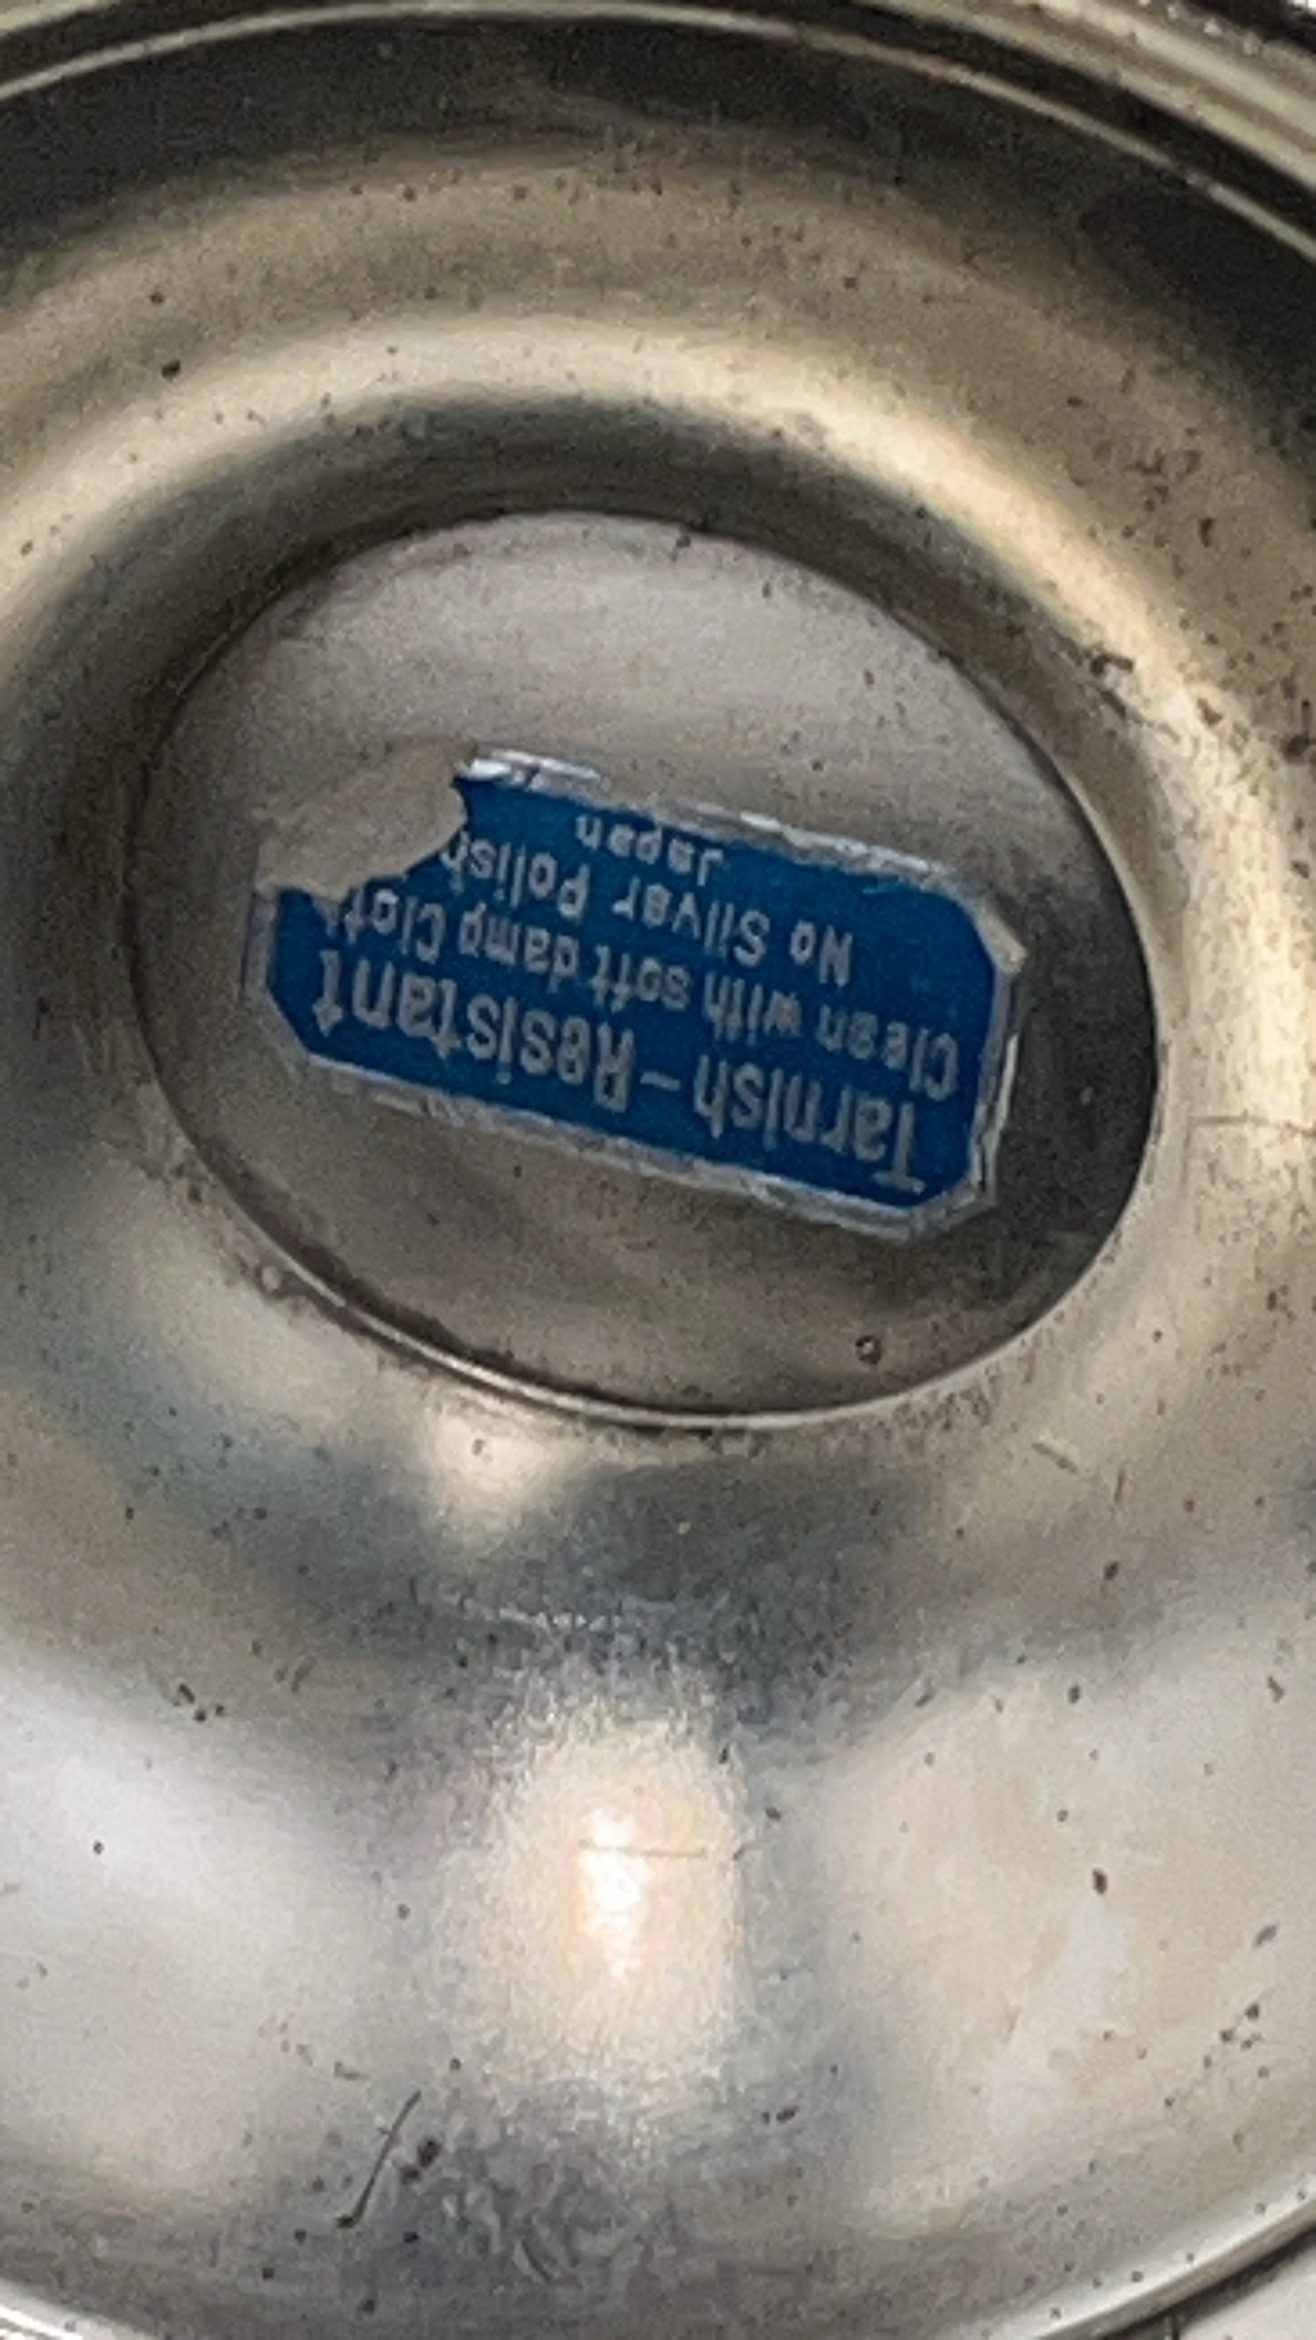 Tarnish - Resistant
Clean with soft damp Cloth
No Silver Polish
Japan